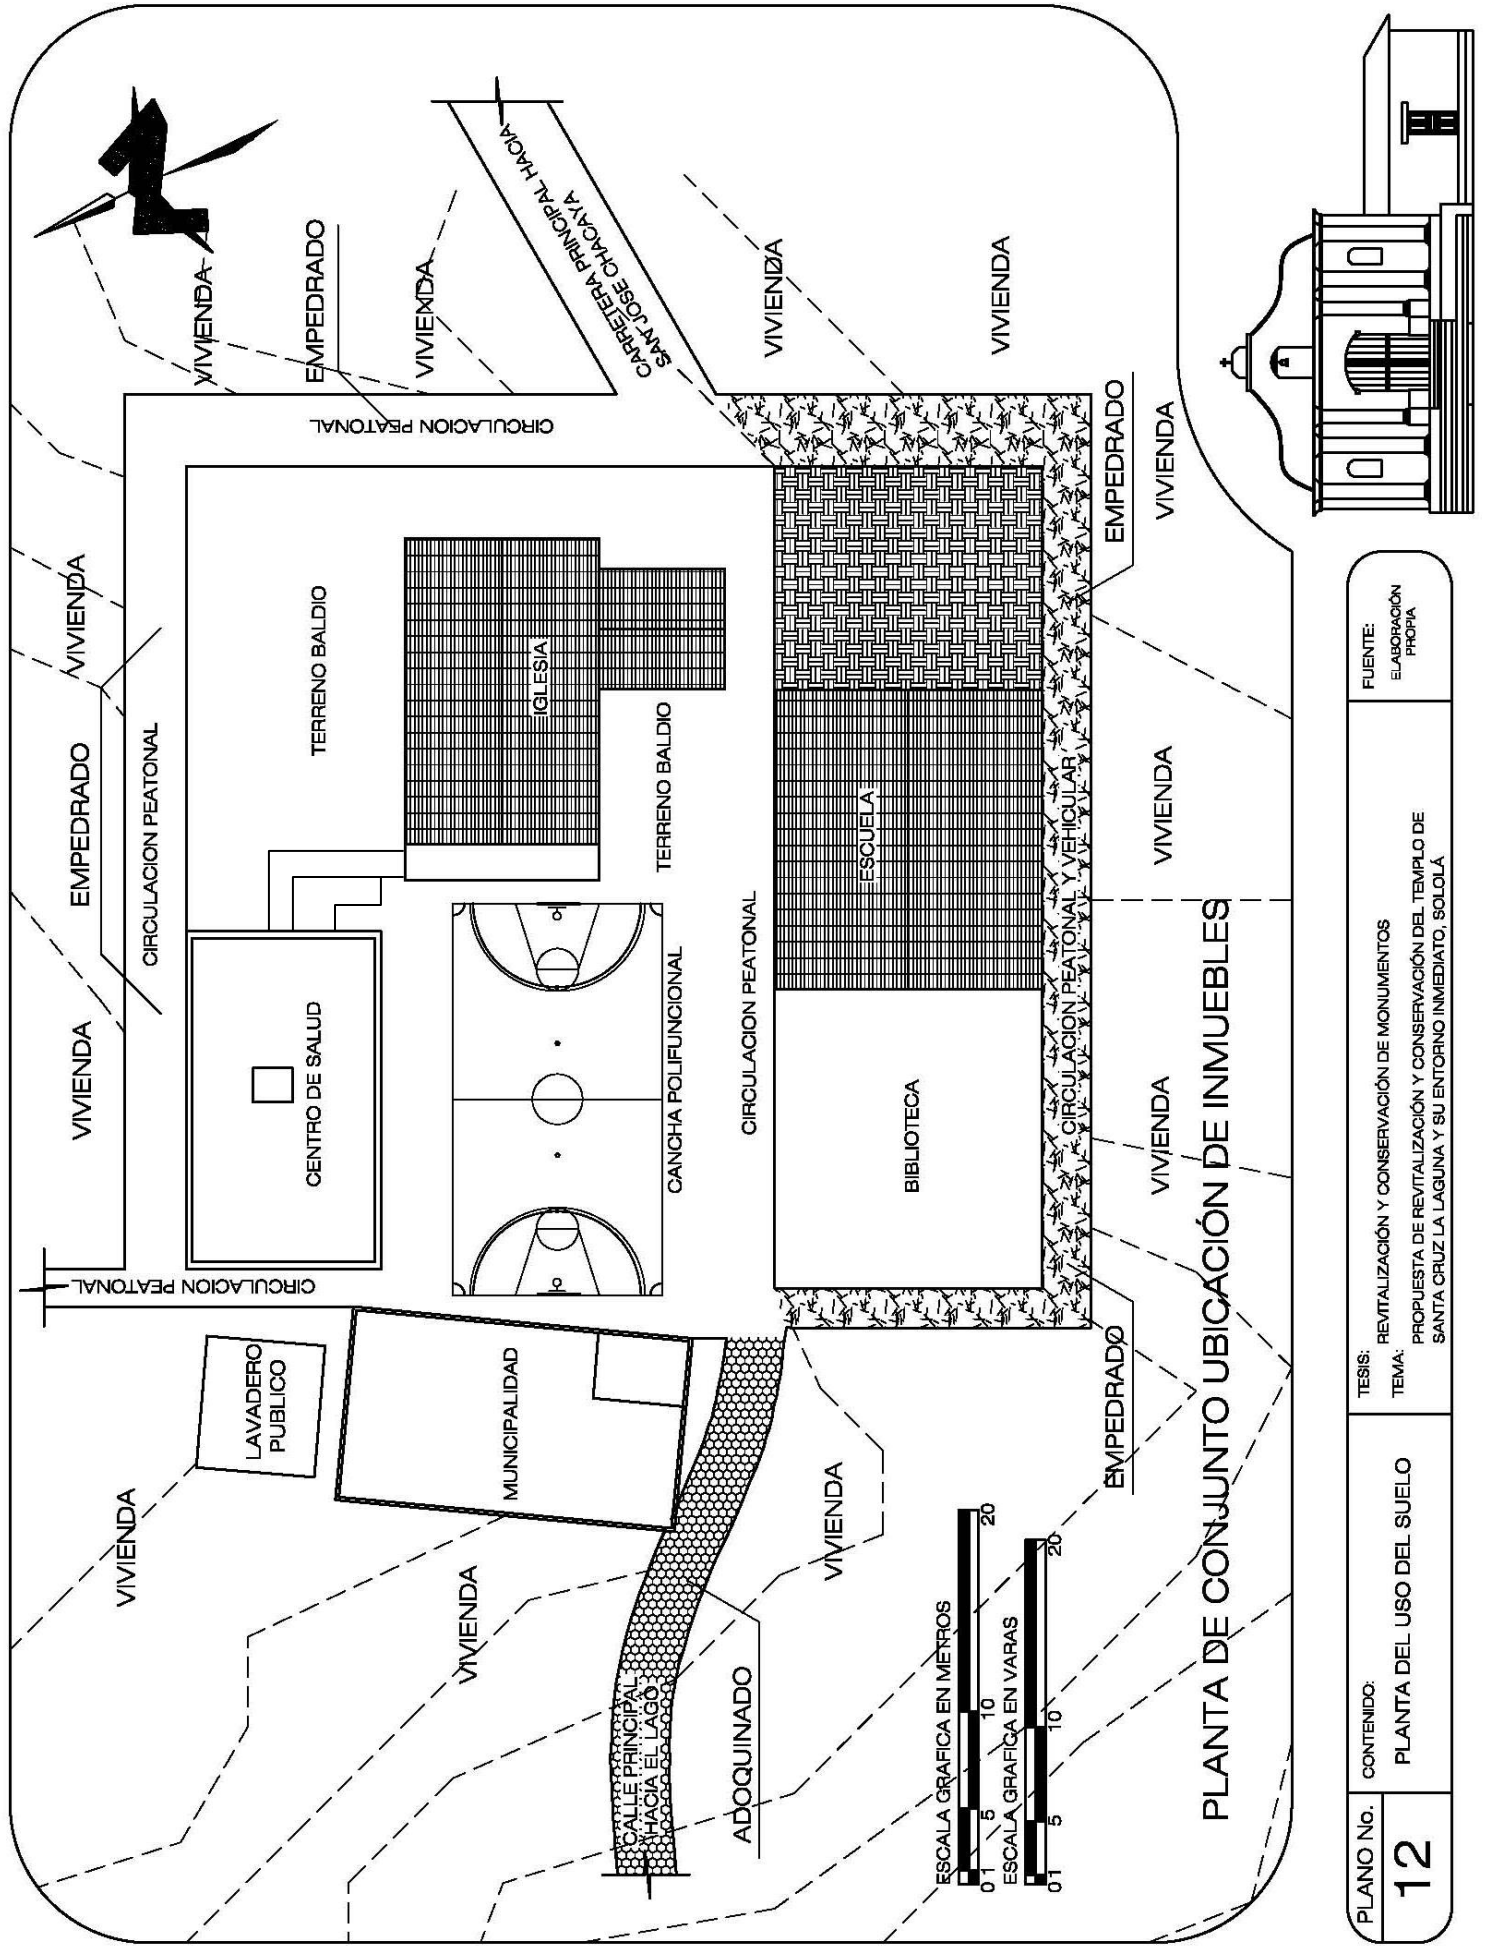 VIVIENDA
EMPEDRADO
VIVIENDA
CARRETERA PRINCIPAL HACIA
SAN JOSE CHACAYA
VIVIENDA
VIVIENDA
CIRCULACION PEATONAL
VIVIENDA
EMPEDRADO
CIRCULACION PEATONAL
VIVIENDA
TERRENO BALDIO
IGLESIA
TERRENO BALDIO
EMPEDRADO
VIVIENDA
CENTRO DE SALUD
CANCHA POLIFUNCIONAL
CIRCULACION PEATONAL
ESCUELA
BIBLIOTECA
CIRCULACION PEATONAL Y VEHICULAR
VIVIENDA
VIVIENDA
CIRCULACION PEATONAL
LAVADERO
PUBLICO
MUNICIPALIDAD
VIVIENDA
VIVIENDA
VIVIENDA
EMPEDRADO
CALLE PRINCIPAL
HACIA EL LAGO
ADOQUINADO
ESCALA GRAFICA EN METROS
0 1 5 10 20
ESCALA GRAFICA EN VARAS
0 1 5 10 20
PLANTA DE CONJUNTO UBICACIÓN DE INMUEBLES
PLANO No.
12
CONTENIDO:
PLANTA DEL USO DEL SUELO
TESIS:
REVITALIZACIÓN Y CONSERVACIÓN DE MONUMENTOS
TEMA:
PROPUESTA DE REVITALIZACIÓN Y CONSERVACIÓN DEL TEMPLO DE
SANTA CRUZ LA LAGUNA Y SU ENTORNO INMEDIATO, SOLOLÁ
FUENTE:
ELABORACIÓN
PROPIA